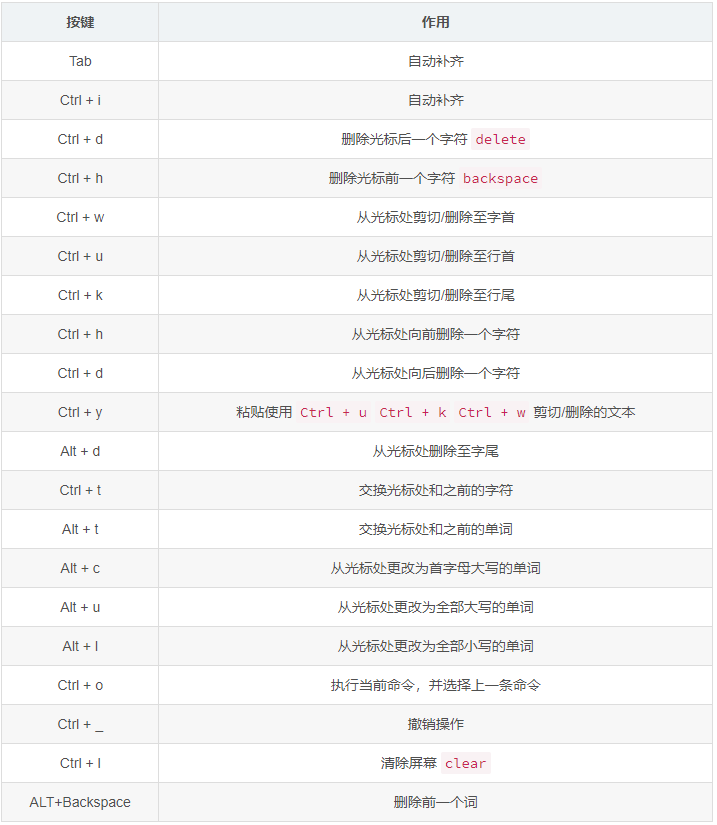 按键 作用
Tab 自动补齐
Ctrl + i 自动补齐
Ctrl + d 删除光标后一个字符 delete
Ctrl + h 删除光标前一个字符 backspace
Ctrl + w 从光标处剪切/删除至字首
Ctrl + u 从光标处剪切/删除至行首
Ctrl + k 从光标处剪切/删除至行尾
Ctrl + h 从光标处向前删除一个字符
Ctrl + d 从光标处向后删除一个字符
Ctrl + y 粘贴使用 Ctrl + u Ctrl + k Ctrl + w 剪切/删除的文本
Alt + d 从光标处删除至字尾
Ctrl + t 交换光标处和之前的字符
Alt + t 交换光标处和之前的单词
Alt + c 从光标处更改为首字母大写的单词
Alt + u 从光标处更改为全部大写的单词
Alt + l 从光标处更改为全部小写的单词
Ctrl + o 执行当前命令，并选择上一条命令
Ctrl + _ 撤销操作
Ctrl + l 清除屏幕 clear
ALT+Backspace 删除前一个词